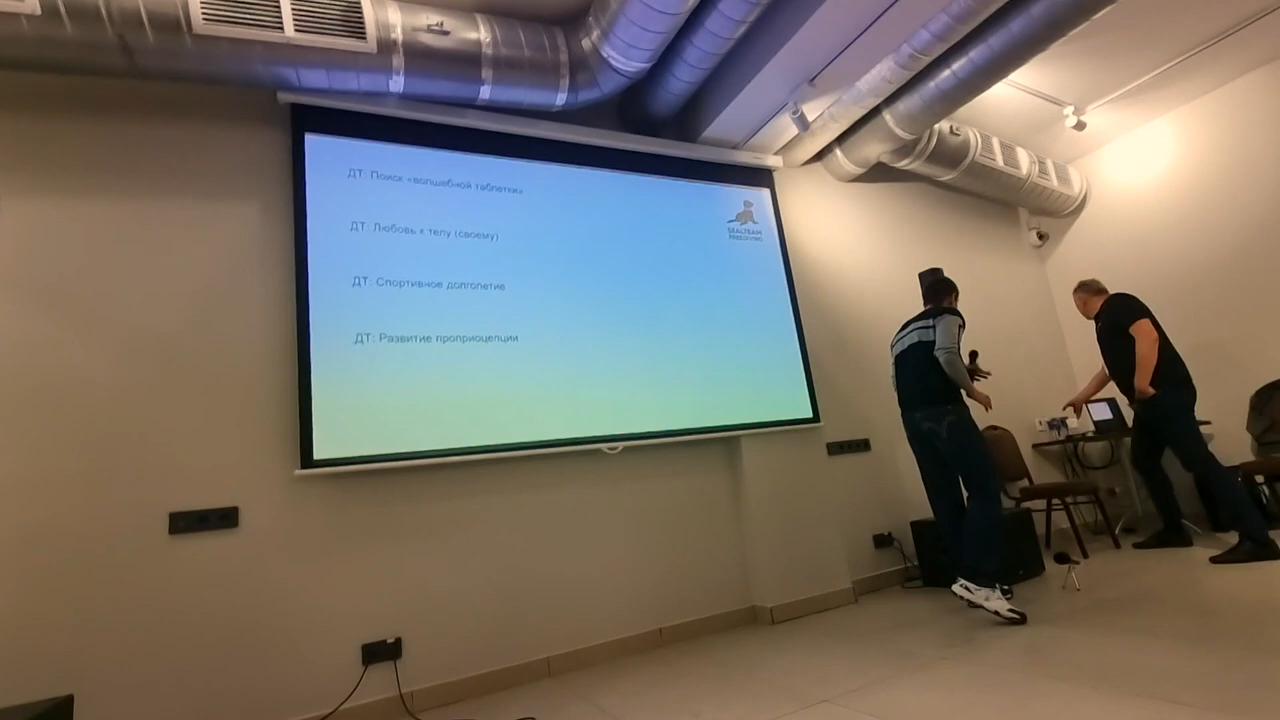 ДТ: Поиск «волшебной таблетки»
ДТ: Любовь к телу (своему)
ДТ: Спортивное долголетие
ДТ: Развитие проприоцепции
SEALTEAM
FREEDIVING